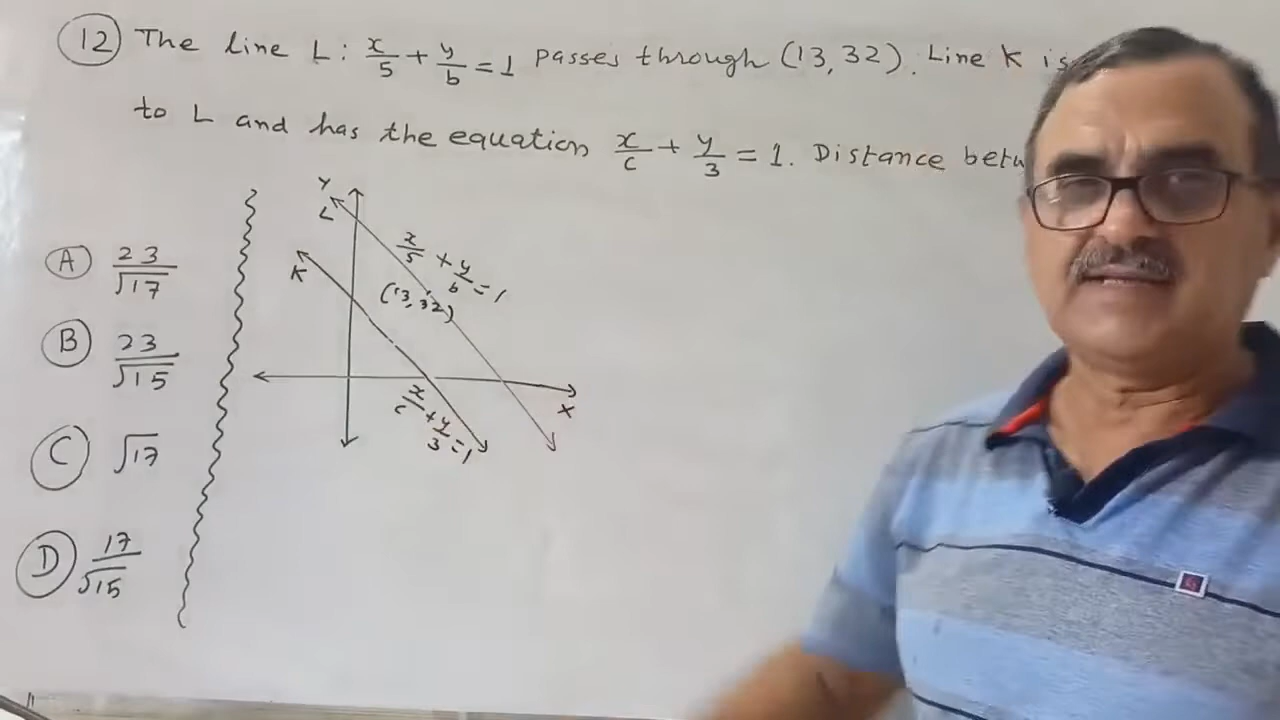 12 The line L: x/5 + y/b = 1 passes through (13, 32). Line K is
to L and has the equation x/c + y/3 = 1. Distance betw
Y
L
x/5 + y/b = 1
K
(13, 32)
X
x/c + y/3 = 1
A 23/√17
B 23/√15
C √17
D 17/√15